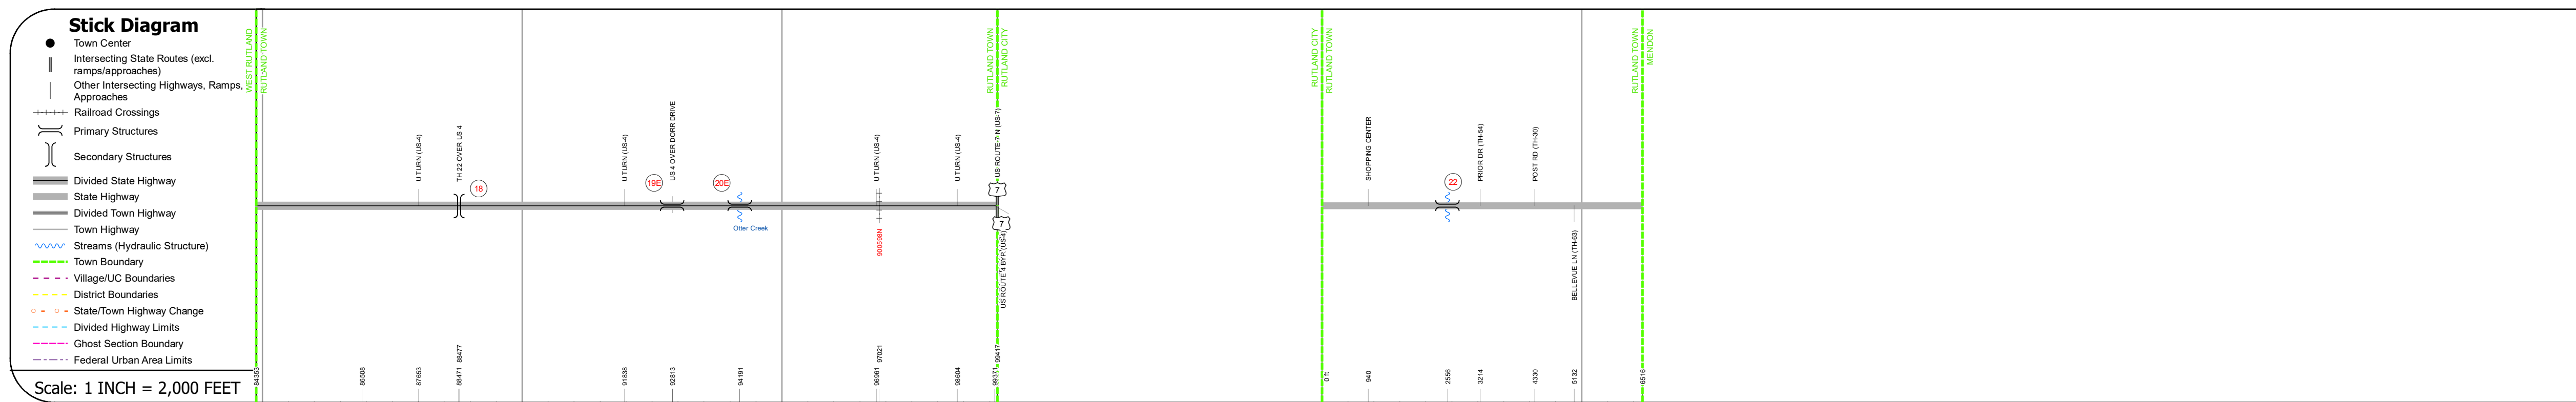 Stick Diagram
Town Center
Intersecting State Routes (excl.
ramps/approaches)
Other Intersecting Highways, Ramps,
Approaches
Railroad Crossings
Primary Structures
Secondary Structures
Divided State Highway
State Highway
Divided Town Highway
Town Highway
Streams (Hydraulic Structure)
Town Boundary
Village/UC Boundaries
District Boundaries
State/Town Highway Change
Divided Highway Limits
Ghost Section Boundary
Federal Urban Area Limits
Scale: 1 INCH = 2,000 FEET
WEST RUTLAND
RUTLAND TOWN
U TURN (US-4)
TH 22 OVER US 4
18
U TURN (US-4)
19E
US 4 OVER DORR DRIVE
20E
Otter Creek
U TURN (US-4)
900598N
U TURN (US-4)
RUTLAND TOWN
RUTLAND CITY
US ROUTE 7 N (US-7)
7
7
US ROUTE 4 BYP. (US-4)
RUTLAND CITY
RUTLAND TOWN
SHOPPING CENTER
22
PRIOR DR (TH-54)
POST RD (TH-30)
BELLEVUE LN (TH-63)
RUTLAND TOWN
MENDON
84353
86508
87653
88471
88477
91838
92813
94191
96961
97021
98604
99371
99417
0 ft
940
2556
3214
4330
5132
6516